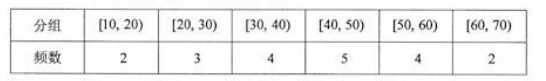 分组 [10, 20) [20, 30) [30, 40) [40, 50) [50, 60) [60, 70)
频数 2 3 4 5 4 2